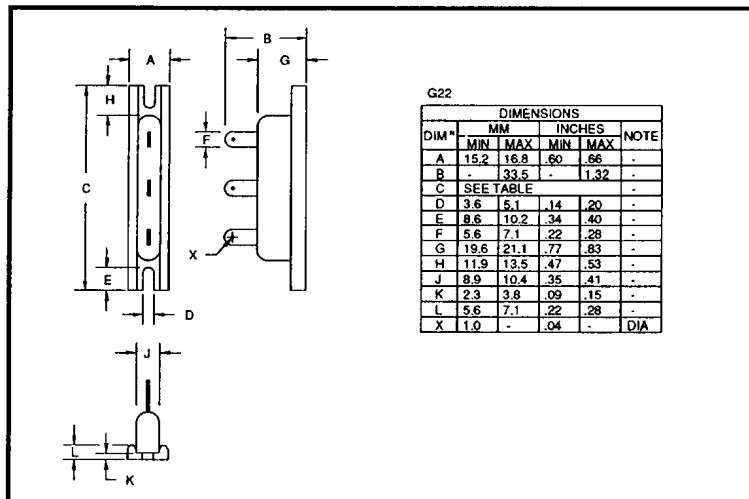 B
A
G
H
F
C
X
E
D
J
L
K
G22
DIMENSIONS
DIM" MM INCHES NOTE
MIN MAX MIN MAX
A 15.2 16.8 .60 .66 -
B - 33.5 - 1.32 -
C SEE TABLE -
D 3.6 5.1 .14 .20 -
E 8.6 10.2 .34 .40 -
F 5.6 7.1 .22 .28 -
G 19.6 21.1 .77 .83 -
H 11.9 13.5 .47 .53 -
J 8.9 10.4 .35 .41 -
K 2.3 3.8 .09 .15 -
L 5.6 7.1 .22 .28 -
X 1.0 - .04 - DIA